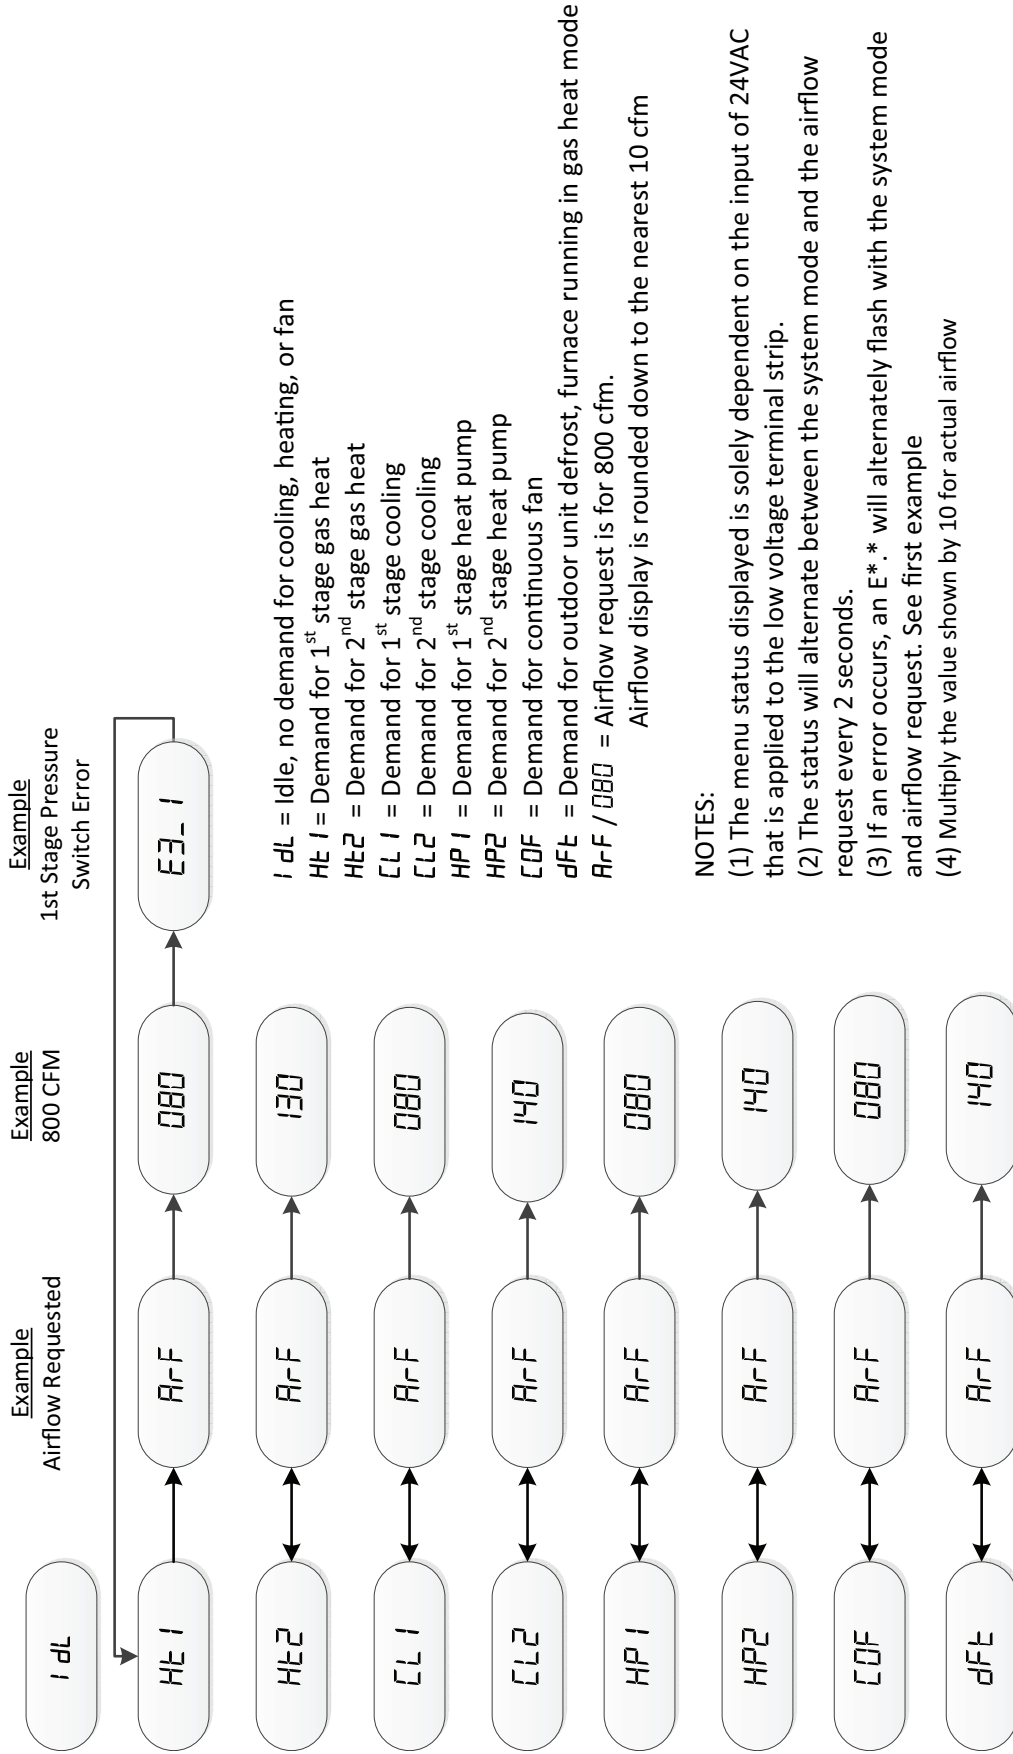 Example
Airflow Requested
Example
800 CFM
Example
1st Stage Pressure
Switch Error
IdL
Ht1 ArF 080 E3_1
Ht2 ArF 130
CL1 ArF 080
CL2 ArF 140
HP1 ArF 080
HP2 ArF 140
COF ArF 080
dFt ArF 140
IdL = Idle, no demand for cooling, heating, or fan
Ht1 = Demand for 1st stage gas heat
Ht2 = Demand for 2nd stage gas heat
CL1 = Demand for 1st stage cooling
CL2 = Demand for 2nd stage cooling
HP1 = Demand for 1st stage heat pump
HP2 = Demand for 2nd stage heat pump
COF = Demand for continuous fan
dFt = Demand for outdoor unit defrost, furnace running in gas heat mode
ArF / 080 = Airflow request is for 800 cfm.
Airflow display is rounded down to the nearest 10 cfm
NOTES:
(1) The menu status displayed is solely dependent on the input of 24VAC
that is applied to the low voltage terminal strip.
(2) The status will alternate between the system mode and the airflow
request every 2 seconds.
(3) If an error occurs, an E*.* will alternately flash with the system mode
and airflow request. See first example
(4) Multiply the value shown by 10 for actual airflow